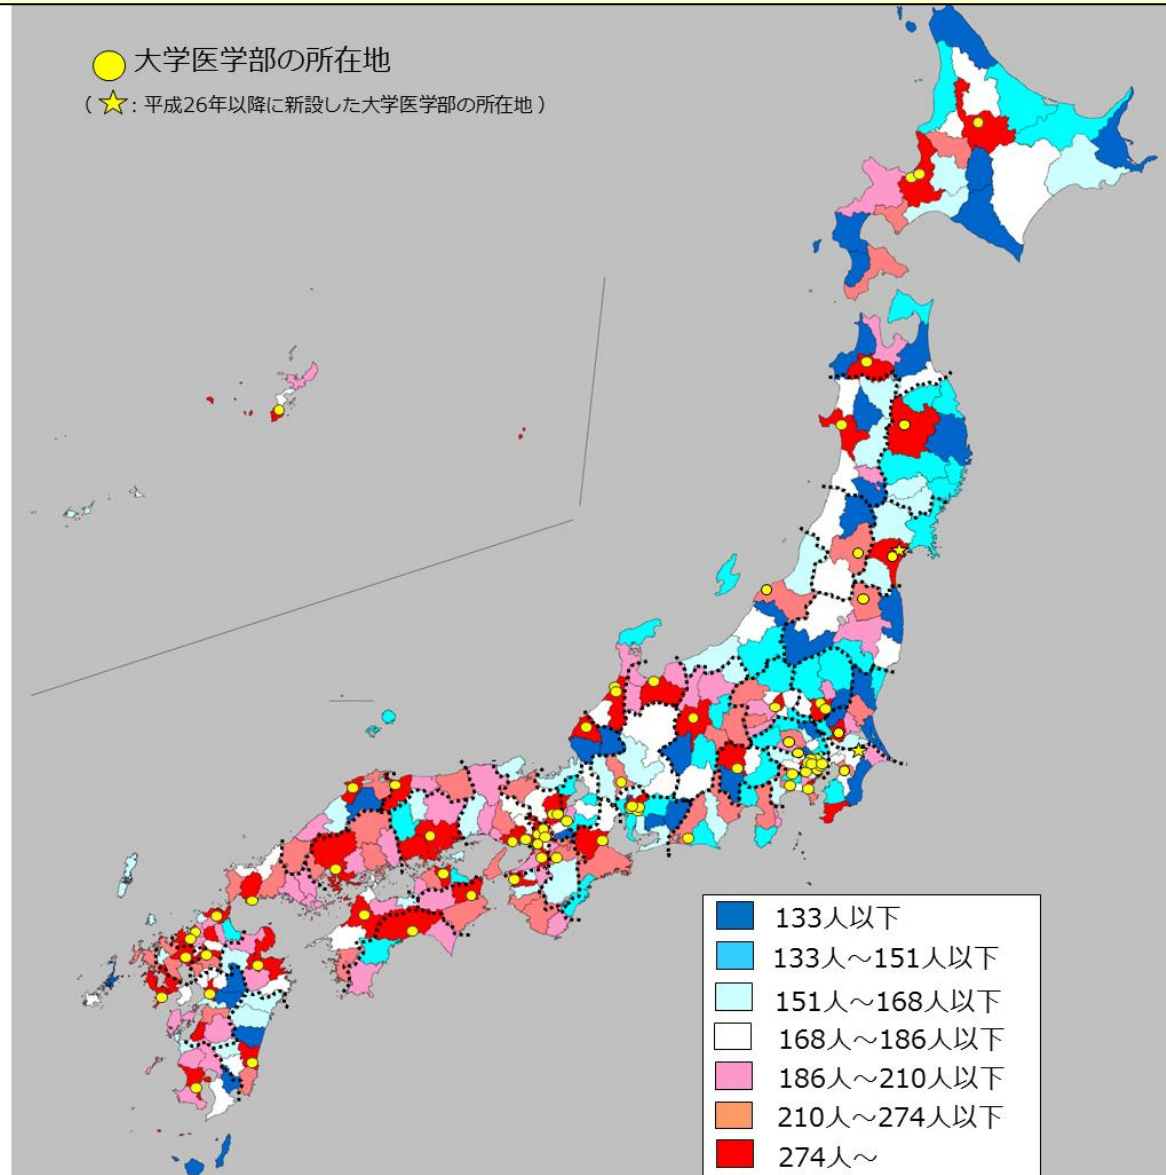 大学医学部の所在地
（ ☆：平成26年以降に新設した大学医学部の所在地 ）
133人以下
133人～151人以下
151人～168人以下
168人～186人以下
186人～210人以下
210人～274人以下
274人～